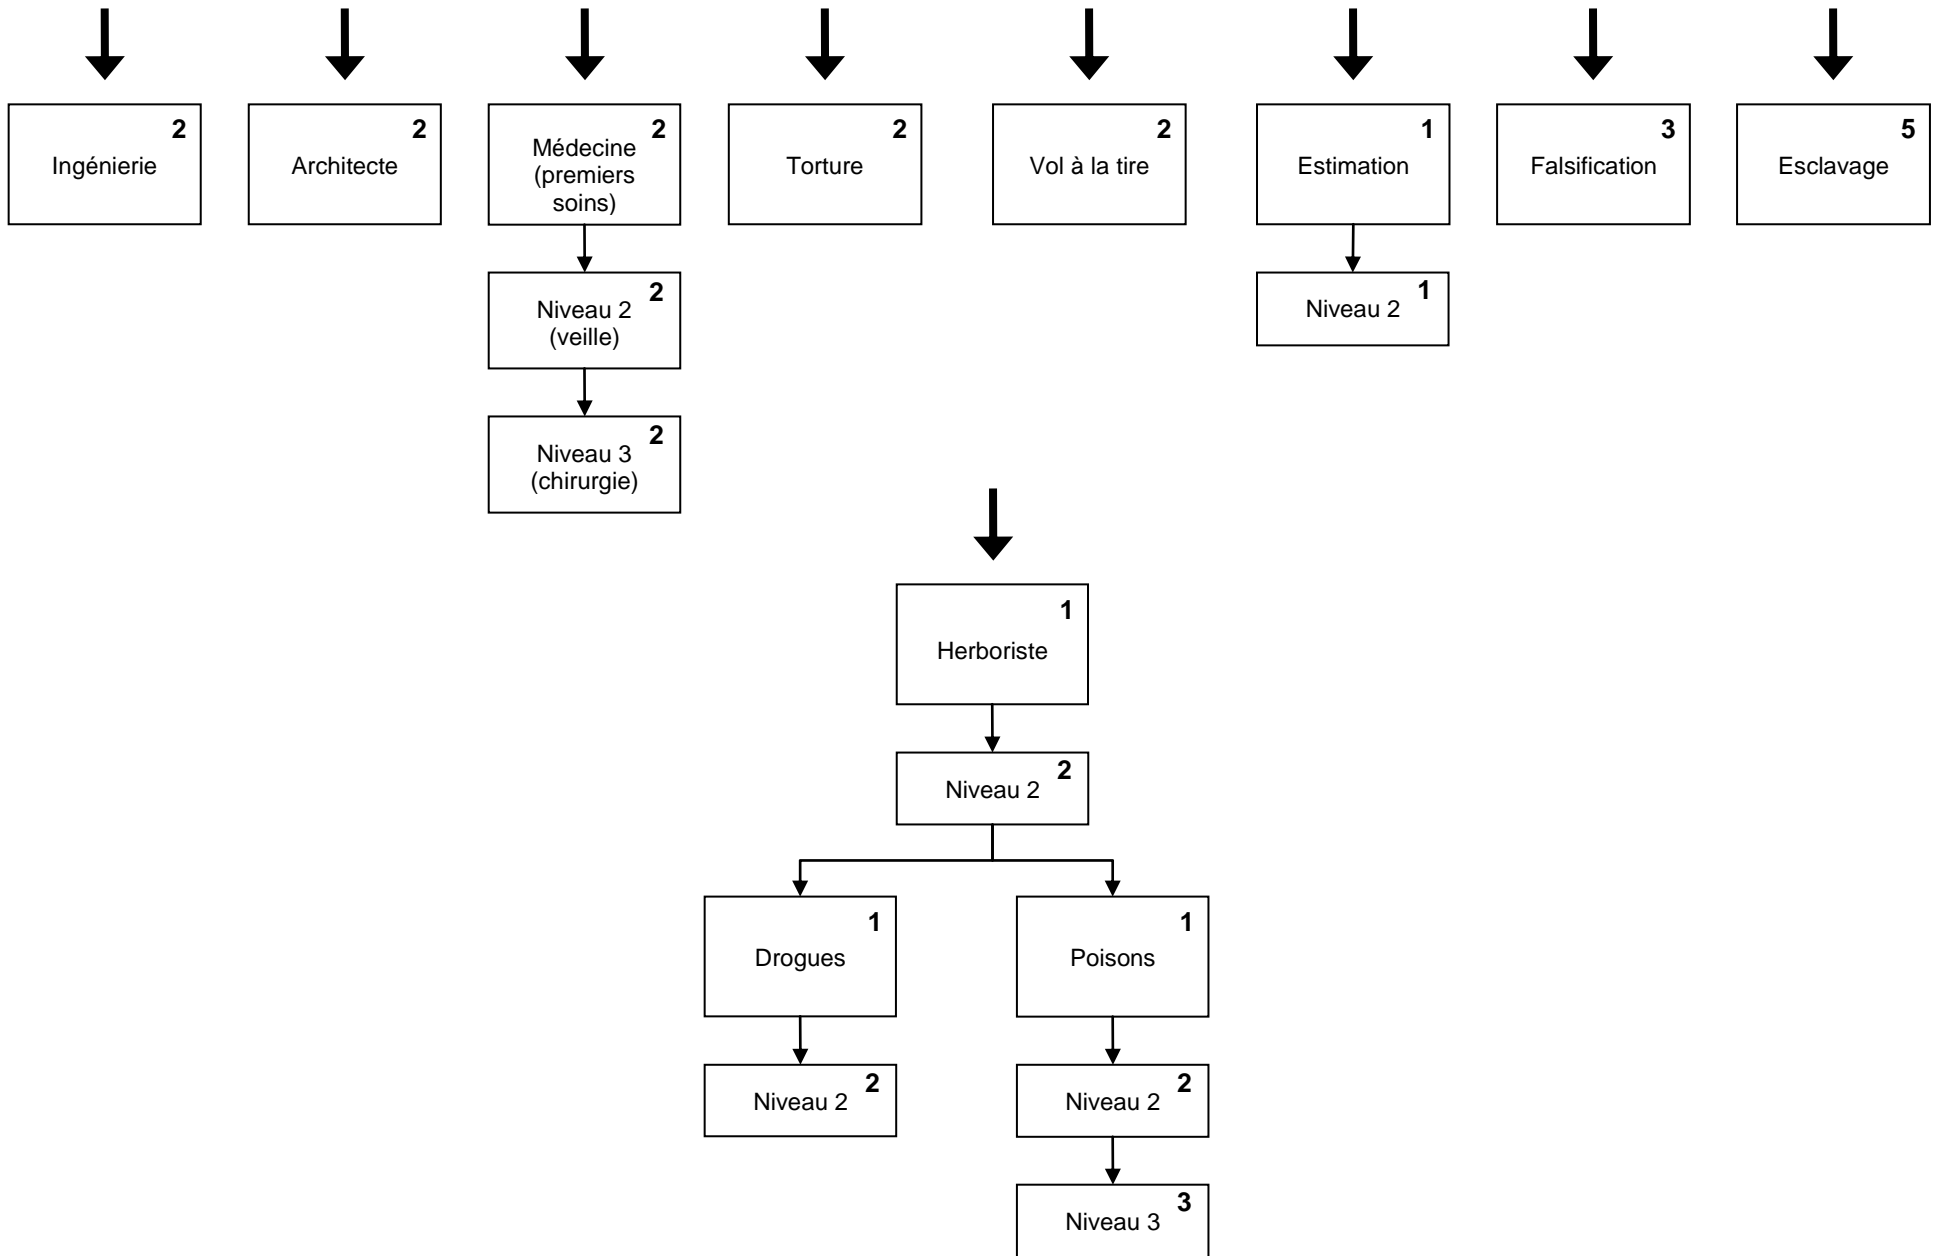 2
Ingénierie
2
Architecte
2
Médecine
(premiers
soins)
2
Torture
2
Vol à la tire
1
Estimation
3
Falsification
5
Esclavage
2
Niveau 2
(veille)
1
Niveau 2
2
Niveau 3
(chirurgie)
1
Herboriste
2
Niveau 2
1
Drogues
1
Poisons
2
Niveau 2
2
Niveau 2
3
Niveau 3